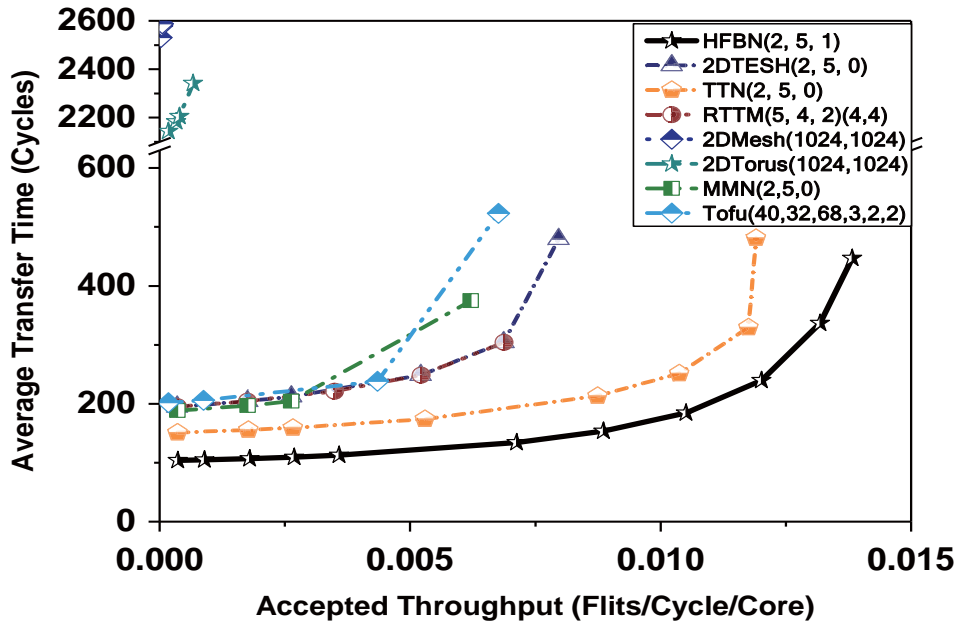 2600
2400
2200
600
400
200
0
0.000
0.005
0.010
0.015
Average Transfer Time (Cycles)
Accepted Throughput (Flits/Cycle/Core)
HFBN(2, 5, 1)
2DTESH(2, 5, 0)
TTN(2, 5, 0)
RTTM(5, 4, 2)(4,4)
2DMesh(1024,1024)
2DTorus(1024,1024)
MMN(2,5,0)
Tofu(40,32,68,3,2,2)